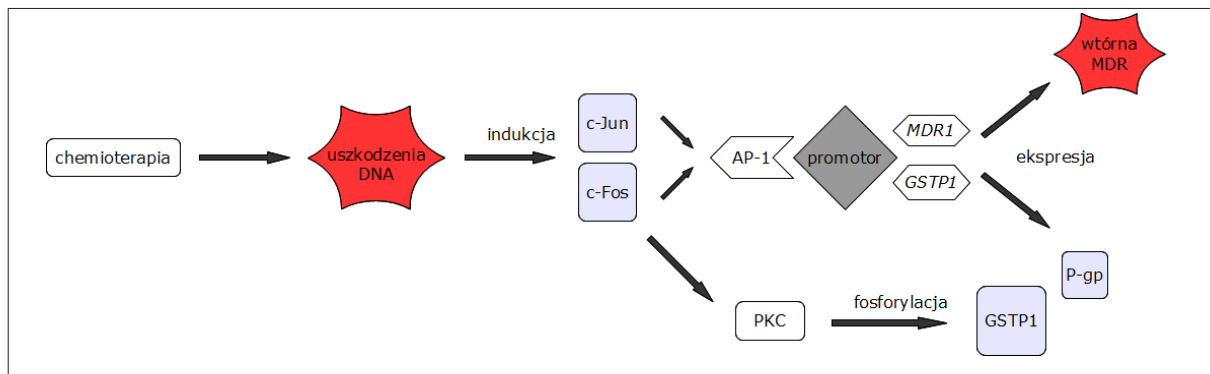 chemioterapia
uszkodzenia
DNA
indukcja
c-Jun
c-Fos
AP-1
promotor
MDR1
GSTP1
ekspresja
wtórna
MDR
P-gp
PKC
fosforylacja
GSTP1